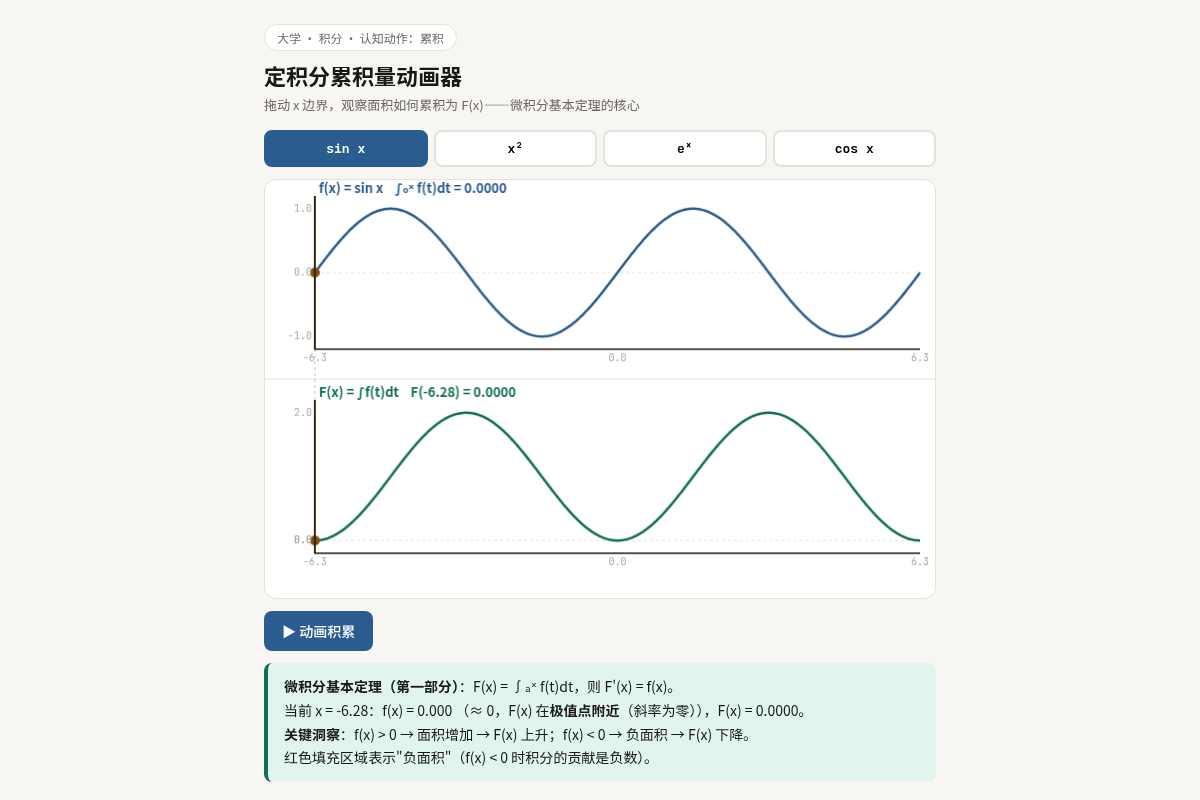 大学 · 积分 · 认知动作：累积
定积分累积量动画器
拖动 x 边界，观察面积如何累积为 F(x)——微积分基本定理的核心
sin x
x²
eˣ
cos x
f(x) = sin x ∫₀ˣ f(t)dt = 0.0000
1.0
0.0
-1.0
-6.3
0.0
6.3
F(x) = ∫f(t)dt F(-6.28) = 0.0000
2.0
0.0
-6.3
0.0
6.3
▶ 动画积累
微积分基本定理（第一部分）：F(x) = ∫ₐˣ f(t)dt，则 F'(x) = f(x)。
当前 x = -6.28：f(x) = 0.000 （≈ 0，F(x) 在极值点附近（斜率为零）），F(x) = 0.0000。
关键洞察：f(x) > 0 → 面积增加 → F(x) 上升；f(x) < 0 → 负面积 → F(x) 下降。
红色填充区域表示"负面积"（f(x) < 0 时积分的贡献是负数）。